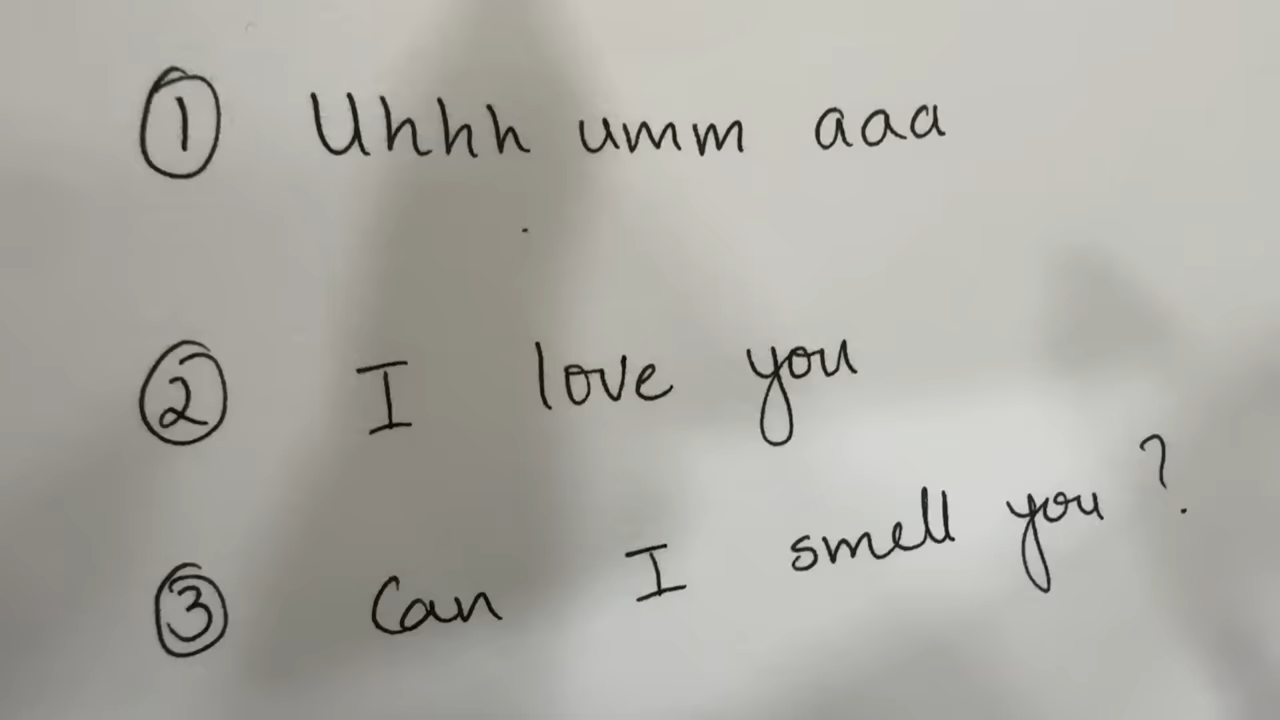 ① Uhhh umm aaa
② I love you
③ Can I smell you?